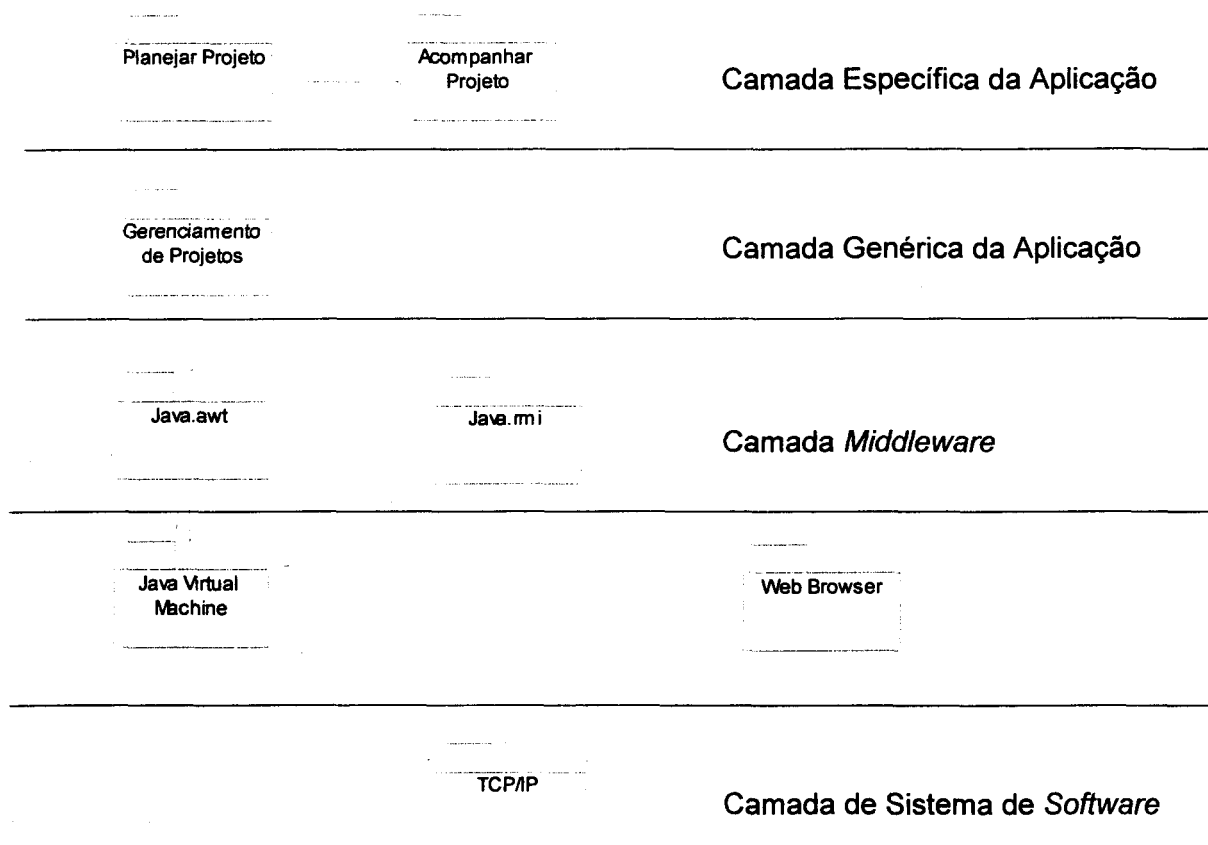 Planejar Projeto
Acompanhar
Projeto
Camada Específica da Aplicação
Gerenciamento
de Projetos
Camada Genérica da Aplicação
Java.awt
Java.rmi
Camada Middleware
Java Virtual
Machine
Web Browser
TCP/IP
Camada de Sistema de Software